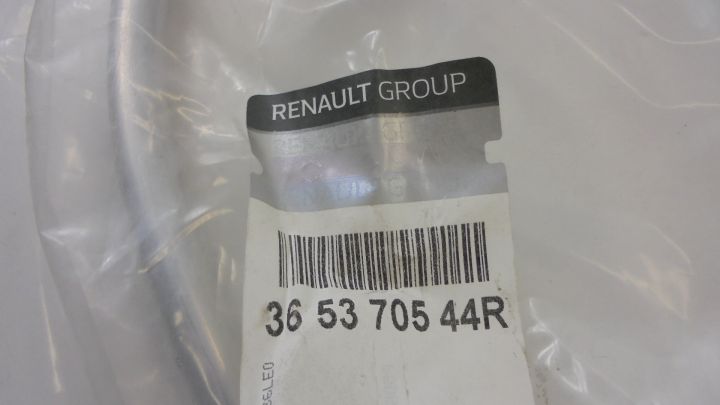 RENAULT GROUP
36 53 705 44R